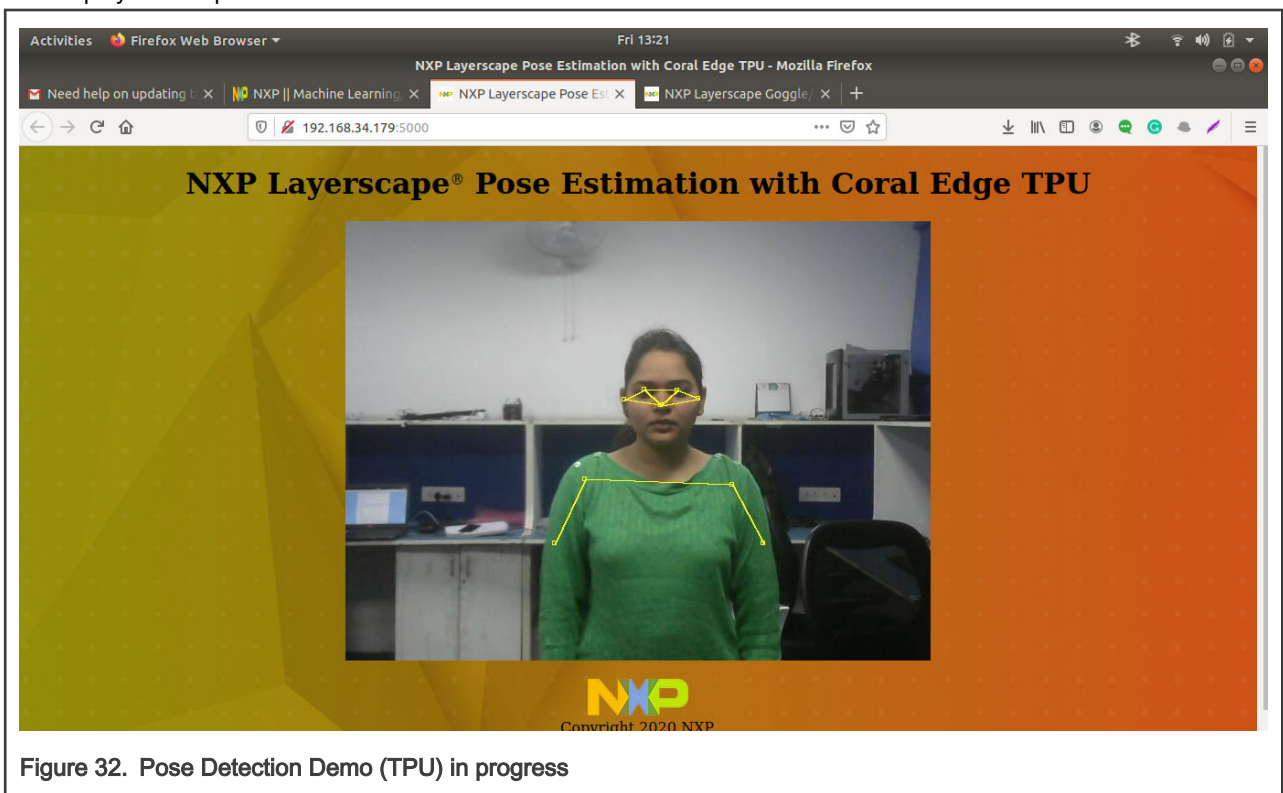 Activities Firefox Web Browser Fri 13:21
NXP Layerscape Pose Estimation with Coral Edge TPU - Mozilla Firefox
Need help on updating t NXP || Machine Learning NXP Layerscape Pose Est NXP Layerscape Goggle/
192.168.34.179:5000
NXP Layerscape® Pose Estimation with Coral Edge TPU
NXP
Copyright 2020 NXP
Figure 32. Pose Detection Demo (TPU) in progress